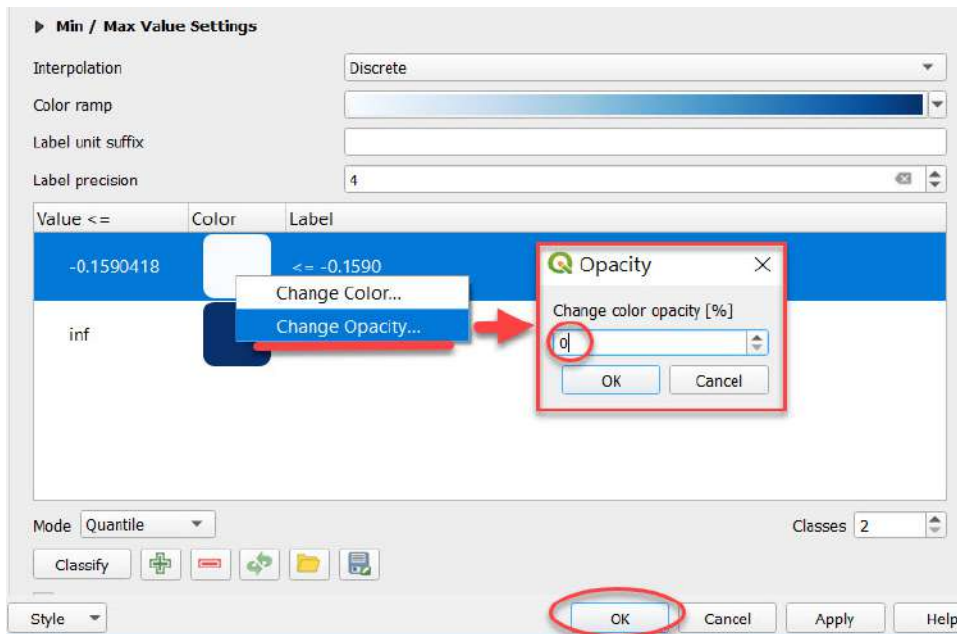 Min / Max Value Settings
Interpolation Discrete
Color ramp
Label unit suffix
Label precision 4
Value <= Color Label
-0.1590418 <= -0.1590
Change Color...
Change Opacity...
inf
Opacity
Change color opacity [%]
0
OK Cancel
Mode Quantile Classes 2
Classify
Style OK Cancel Apply Help